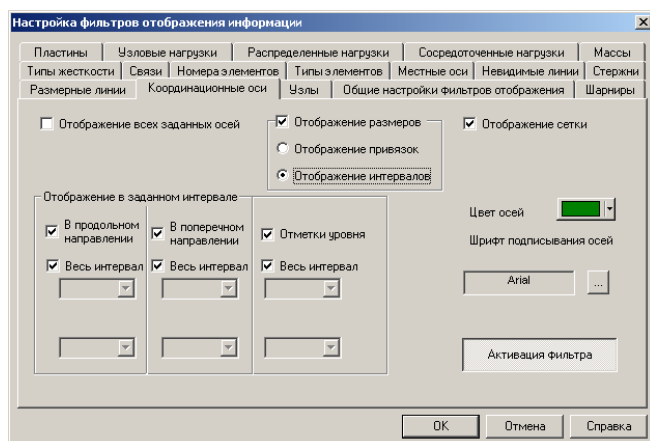 Настройка фильтров отображения информации
Пластины Узловые нагрузки Распределенные нагрузки Сосредоточенные нагрузки Массы
Типы жесткости Связи Номера элементов Типы элементов Местные оси Невидимые линии Стержни
Размерные линии Координационные оси Узлы Общие настройки фильтров отображения Шарниры
Отображение всех заданных осей
Отображение размеров
Отображение привязок
Отображение интервалов
Отображение сетки
Отображение в заданном интервале
В продольном
направлении
В поперечном
направлении
Отметки уровня
Весь интервал Весь интервал Весь интервал
Цвет осей
Шрифт подписывания осей
Arial ...
Активация фильтра
OK Отмена Справка